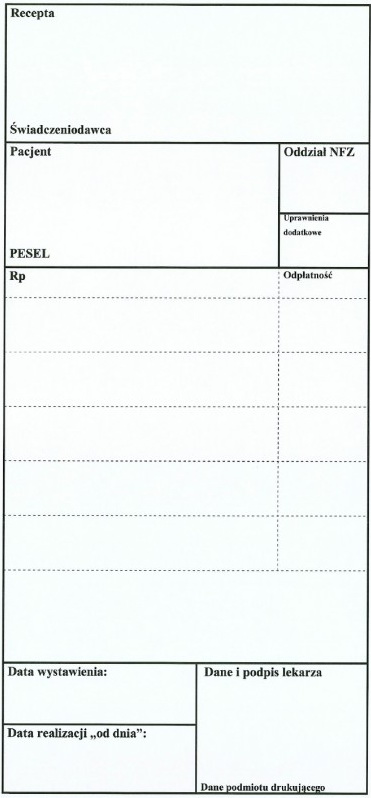 Recepta
Świadczeniodawca
Pacjent
Oddział NFZ
Uprawnienia
dodatkowe
PESEL
Rp
Odpłatność
Data wystawienia:
Dane i podpis lekarza
Data realizacji „od dnia”:
Dane podmiotu drukującego